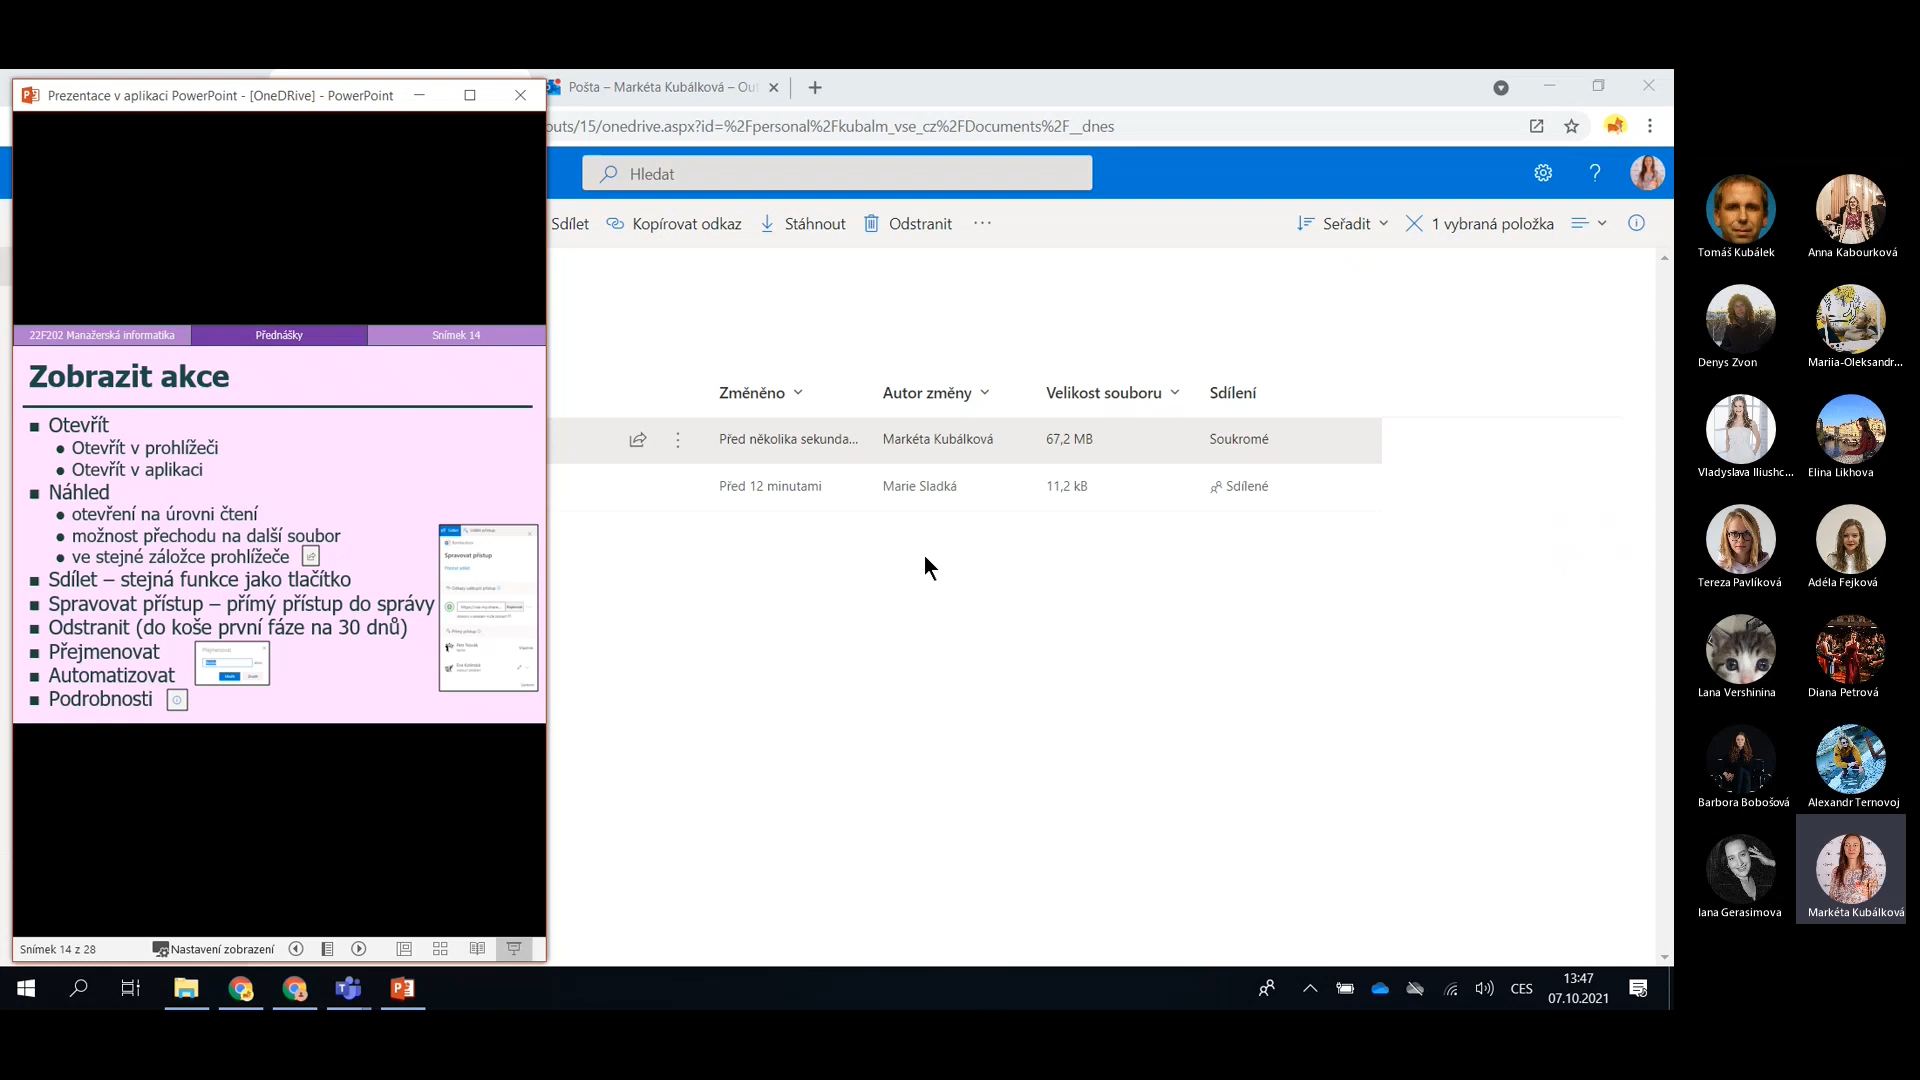 Prezentace v aplikaci PowerPoint - [OneDRive] - PowerPoint
22F202 Manažerská informatika
Přednášky
Snímek 14
Zobrazit akce
Otevřít
Otevřít v prohlížeči
Otevřít v aplikaci
Náhled
otevření na úrovni čtení
možnost přechodu na další soubor
ve stejné záložce prohlížeče
Sdílet – stejná funkce jako tlačítko
Spravovat přístup – přímý přístup do správy
Odstranit (do koše první fáze na 30 dnů)
Přejmenovat
Automatizovat
Podrobnosti
Spravovat přístup
Přejmenovat
Snímek 14 z 28
Nastavení zobrazení
Pošta – Markéta Kubálková – Ou
outs/15/onedrive.aspx?id=%2Fpersonal%2Fkubalm_vse_cz%2FDocuments%2F__dnes
Hledat
Sdílet
Kopírovat odkaz
Stáhnout
Odstranit
Seřadit
1 vybraná položka
Změněno
Autor změny
Velikost souboru
Sdílení
Před několika sekunda...
Markéta Kubálková
67,2 MB
Soukromé
Před 12 minutami
Marie Sladká
11,2 kB
Sdílené
CES
13:47
07.10.2021
Tomáš Kubálek
Anna Kabourková
Denys Zvon
Mariia-Oleksandr...
Vladyslava Iliushc...
Elina Likhova
Tereza Pavlíková
Adéla Fejková
Lana Vershinina
Diana Petrová
Barbora Bobošová
Alexandr Ternovoj
Iana Gerasimova
Markéta Kubálková